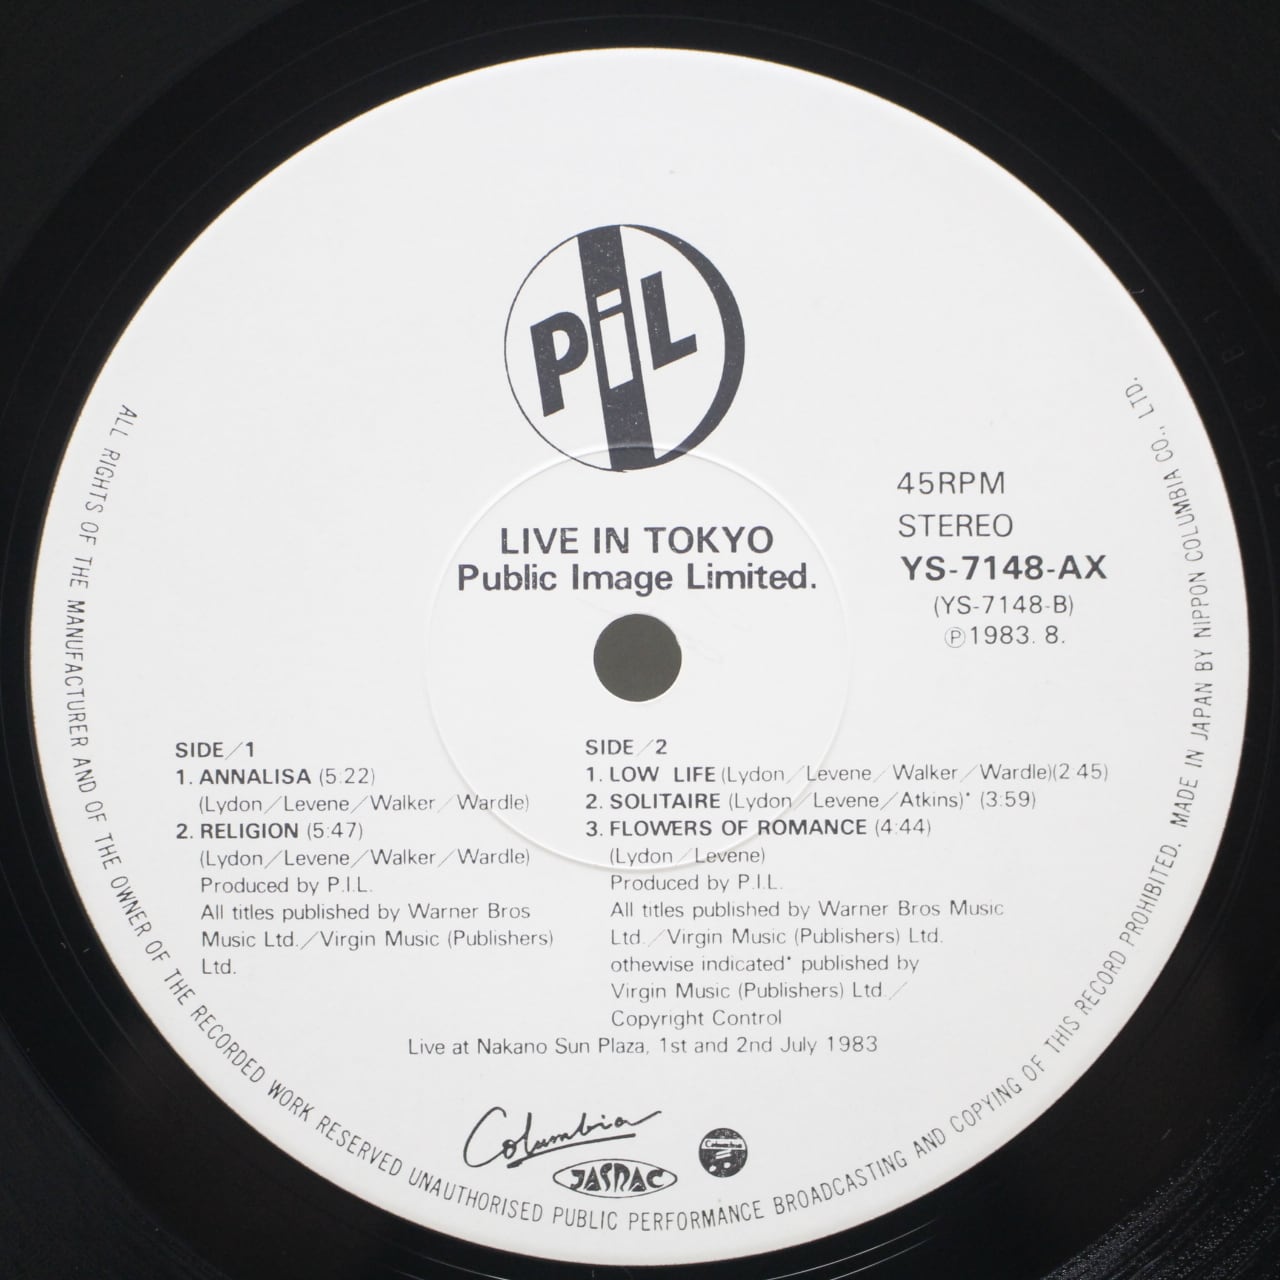 PiL
45RPM
STEREO
YS-7148-AX
(YS-7148-B)
Ⓟ1983. 8.
LIVE IN TOKYO
Public Image Limited.
SIDE/1
1. ANNALISA (5:22)
(Lydon/Levene/Walker/Wardle)
2. RELIGION (5:47)
(Lydon/Levene/Walker/Wardle)
Produced by P.I.L.
All titles published by Warner Bros
Music Ltd./Virgin Music (Publishers)
Ltd.
SIDE/2
1. LOW LIFE (Lydon/Levene/Walker/Wardle)(2:45)
2. SOLITAIRE (Lydon/Levene/Atkins)* (3:59)
3. FLOWERS OF ROMANCE (4:44)
(Lydon/Levene)
Produced by P.I.L.
All titles published by Warner Bros Music
Ltd./Virgin Music (Publishers) Ltd.
othewise indicated* published by
Virgin Music (Publishers) Ltd./
Copyright Control
Live at Nakano Sun Plaza, 1st and 2nd July 1983
Columbia
JASRAC
Columbia
ALL RIGHTS OF THE MANUFACTURER AND OF THE OWNER OF THE RECORDED WORK RESERVED UNAUTHORISED PUBLIC PERFORMANCE BROADCASTING AND COPYING OF THIS RECORD PROHIBITED. MADE IN JAPAN BY NIPPON COLUMBIA CO., LTD.